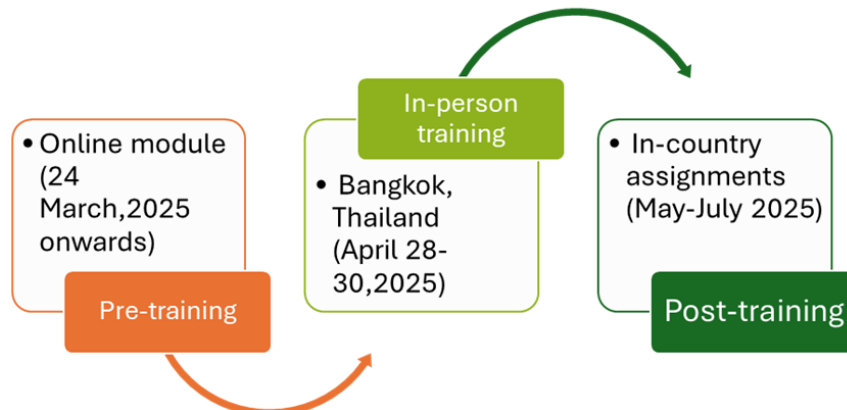 • Online module
(24
March,2025
onwards)
Pre-training
In-person
training
• Bangkok,
Thailand
(April 28-
30,2025)
• In-country
assignments
(May-July 2025)
Post-training